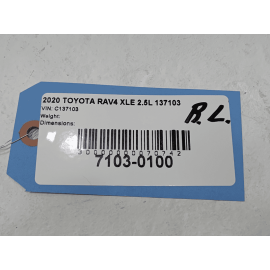 2020 TOYOTA RAV4 XLE 2.5L 137103
VIN: C137103
Weight:
Dimensions:
R.L.
7103-0100